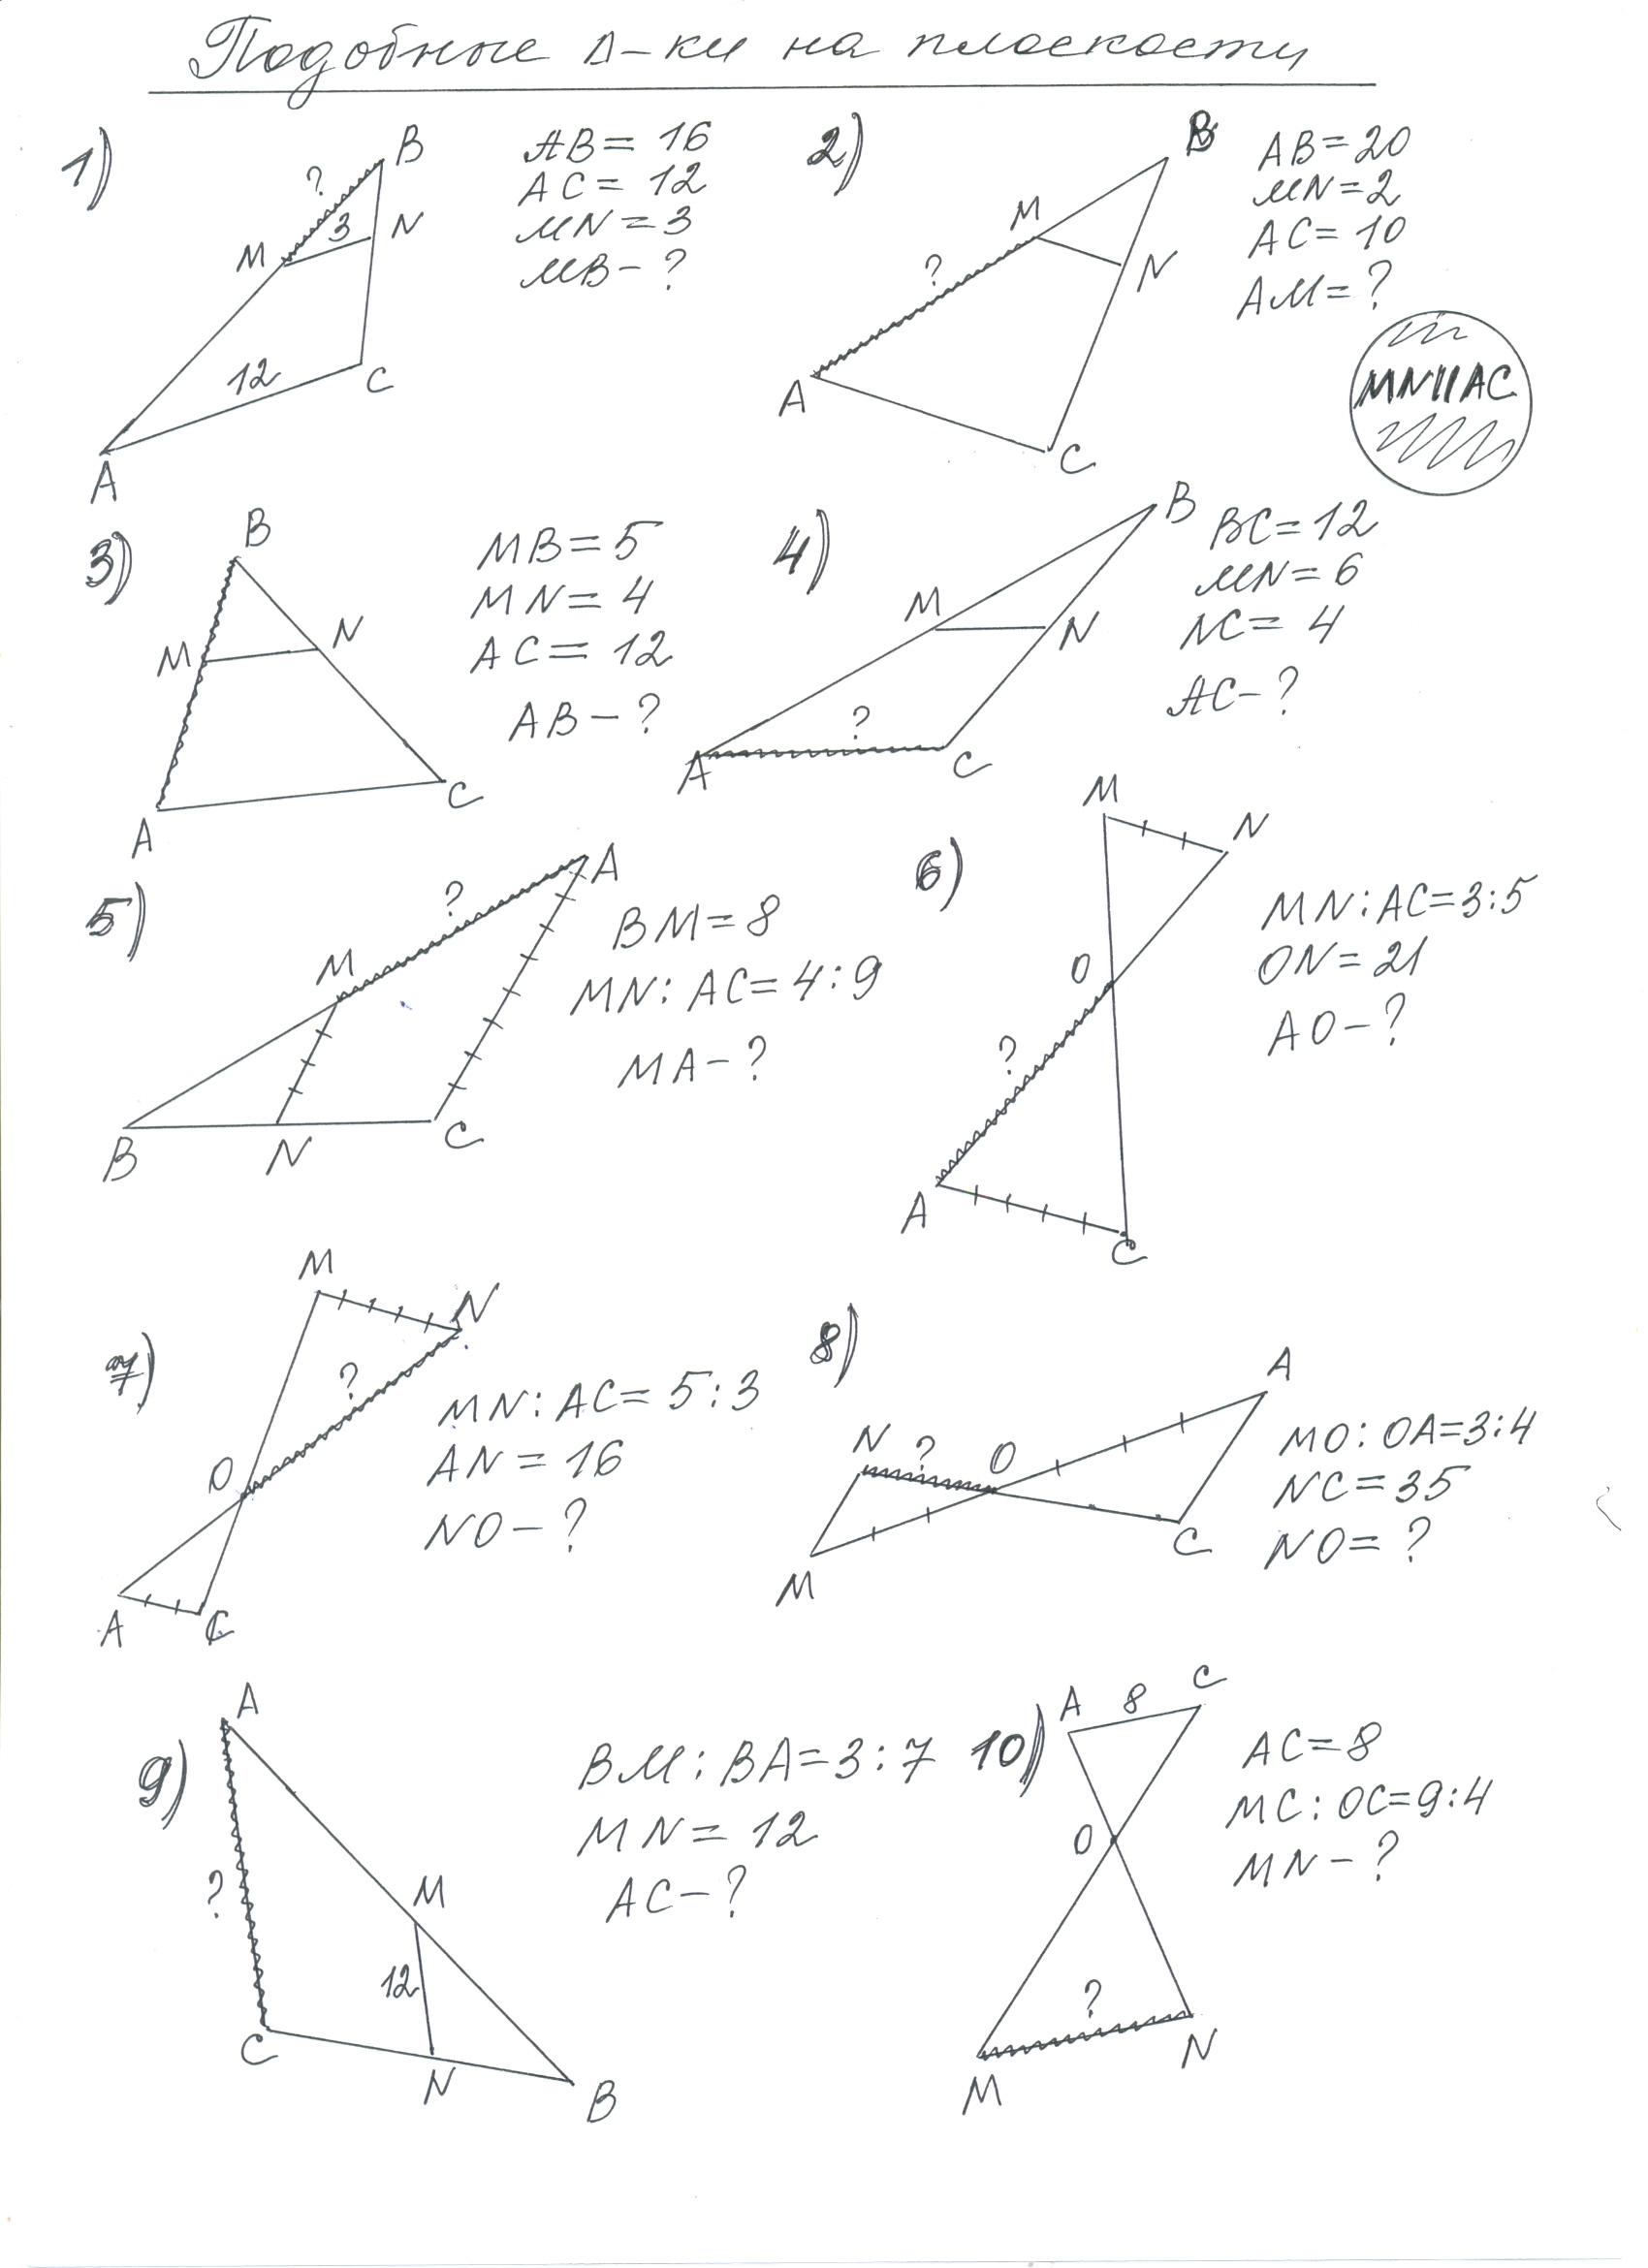 Подобные Δ-ки на плоскости
1)
B
?
3
N
M
12
C
A
AB = 16
AC = 12
MN = 3
MB - ?
2)
B
M
N
?
A
C
AB = 20
MN = 2
AC = 10
AM = ?
MN||AC
3)
B
N
M
C
A
MB = 5
MN = 4
AC = 12
AB - ?
4)
B
M
N
?
A
C
BC = 12
MN = 6
NC = 4
AC - ?
5)
A
?
M
B
N
C
BM = 8
MN : AC = 4 : 9
MA - ?
6)
M
N
O
?
A
C
MN : AC = 3 : 5
ON = 21
AO - ?
7)
M
N
?
O
A
C
MN : AC = 5 : 3
AN = 16
NO - ?
8)
A
N
?
O
C
M
MO : OA = 3 : 4
NC = 35
NO = ?
9)
A
?
M
12
C
N
B
BM : BA = 3 : 7
MN = 12
AC - ?
10)
A
8
C
O
?
M
N
AC = 8
MC : OC = 9 : 4
MN - ?